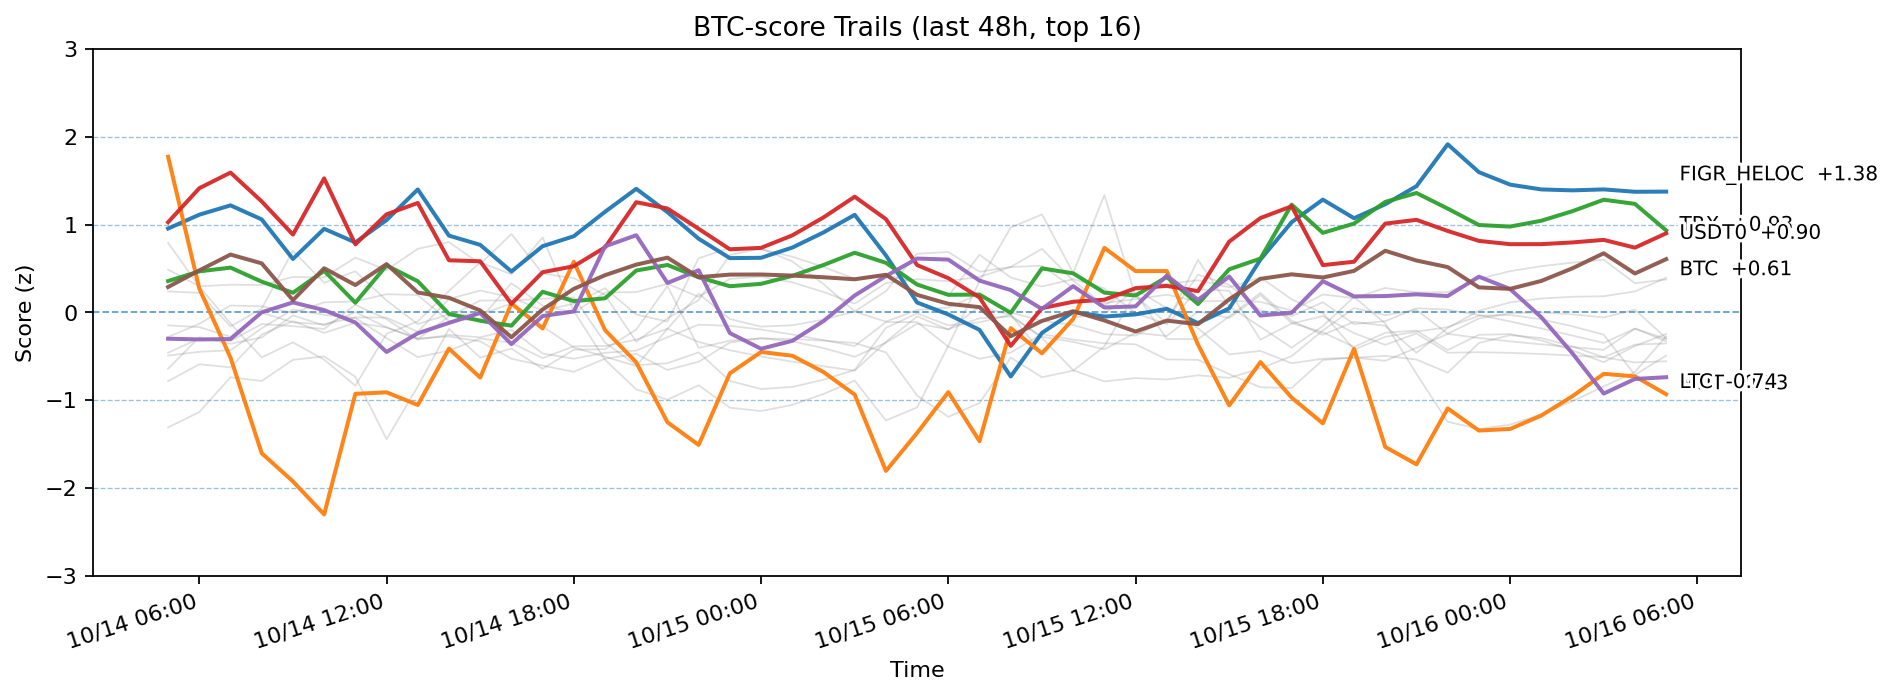 BTC-score Trails (last 48h, top 16)
3
2
1
0
−1
−2
−3
Score (z)
FIGR_HELOC +1.38
USDT0 +0.90
BTC +0.61
10/14 06:00
10/14 12:00
10/14 18:00
10/15 00:00
10/15 06:00
10/15 12:00
10/15 18:00
10/16 00:00
10/16 06:00
Time